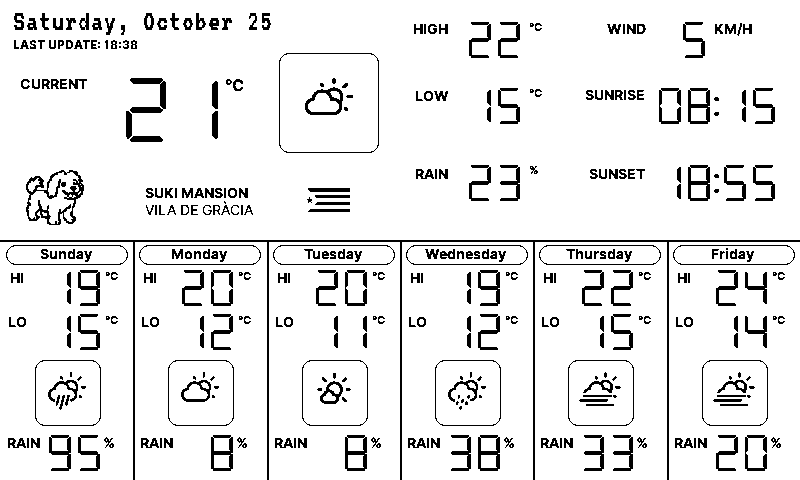 Saturday, October 25
LAST UPDATE: 18:38
CURRENT 21 °C
SUKI MANSION
VILA DE GRÀCIA
HIGH 22 °C
LOW 15 °C
RAIN 23 %
WIND 5 KM/H
SUNRISE 08:15
SUNSET 18:55
Sunday
HI 19 °C
LO 15 °C
RAIN 95 %
Monday
HI 20 °C
LO 12 °C
RAIN 8 %
Tuesday
HI 20 °C
LO 11 °C
RAIN 8 %
Wednesday
HI 19 °C
LO 12 °C
RAIN 38 %
Thursday
HI 22 °C
LO 15 °C
RAIN 33 %
Friday
HI 24 °C
LO 14 °C
RAIN 20 %